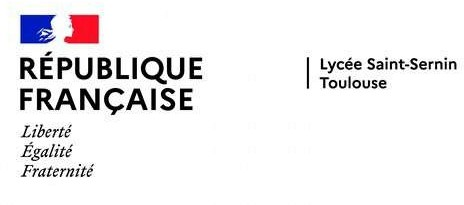 RÉPUBLIQUE
FRANÇAISE
Liberté
Égalité
Fraternité
Lycée Saint-Sernin
Toulouse